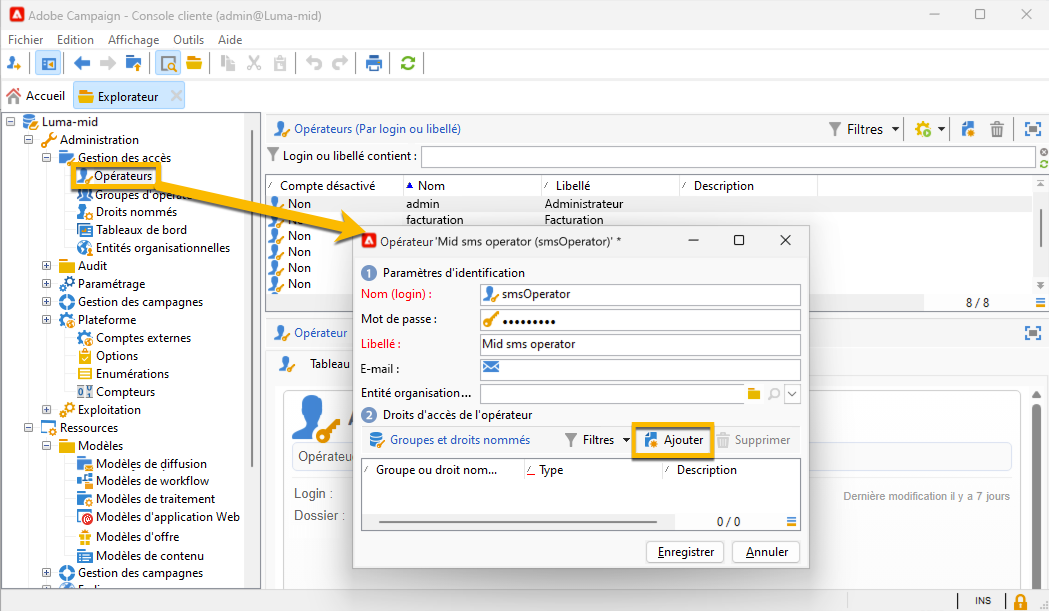 Adobe Campaign - Console cliente (admin@Luma-mid)
Fichier Edition Affichage Outils Aide
Accueil Explorateur
Luma-mid
Administration
Gestion des accès
Opérateurs
Groupes d'opérate
Droits nommés
Tableaux de bord
Entités organisationnelles
Audit
Paramétrage
Gestion des campagnes
Plateforme
Comptes externes
Options
Enumérations
Compteurs
Exploitation
Ressources
Modèles
Modèles de diffusion
Modèles de workflow
Modèles de traitement
Modèles d'application Web
Modèles d'offre
Modèles de contenu
Gestion des campagnes
Opérateurs (Par login ou libellé) Filtres
Login ou libellé contient :
Compte désactivé Nom Libellé Description
Non admin Administrateur
Non facturation Facturation
Non
Non
Non
Non
8 / 8
Opérateur
Tableau
Opérateu
Login :
Dossier :
Dernière modification il y a 7 jours
Opérateur 'Mid sms operator (smsOperator)' *
1 Paramètres d'identification
Nom (login) : smsOperator
Mot de passe : •••••••••
Libellé : Mid sms operator
E-mail :
Entité organisation...
2 Droits d'accès de l'opérateur
Groupes et droits nommés Filtres Ajouter Supprimer
Groupe ou droit nom... Type Description
0 / 0
Enregistrer Annuler
INS